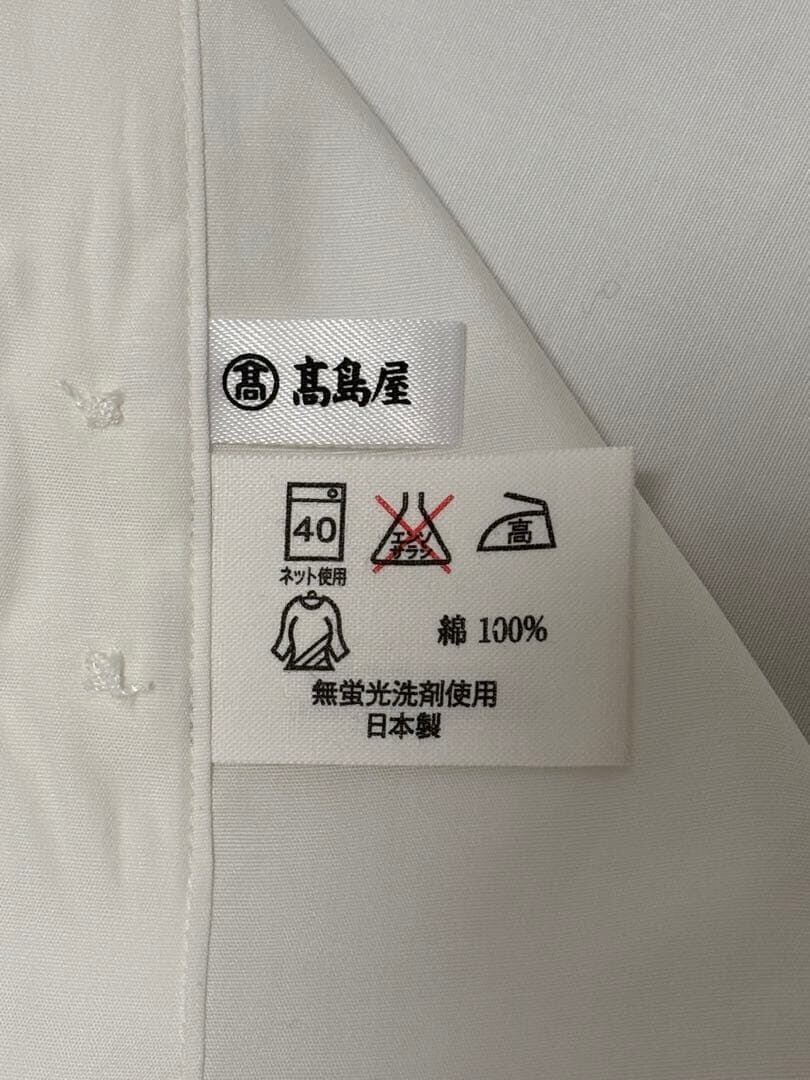 髙 髙島屋
40 エンソ サラシ 高
ネット使用
綿 100%
無蛍光洗剤使用
日本製